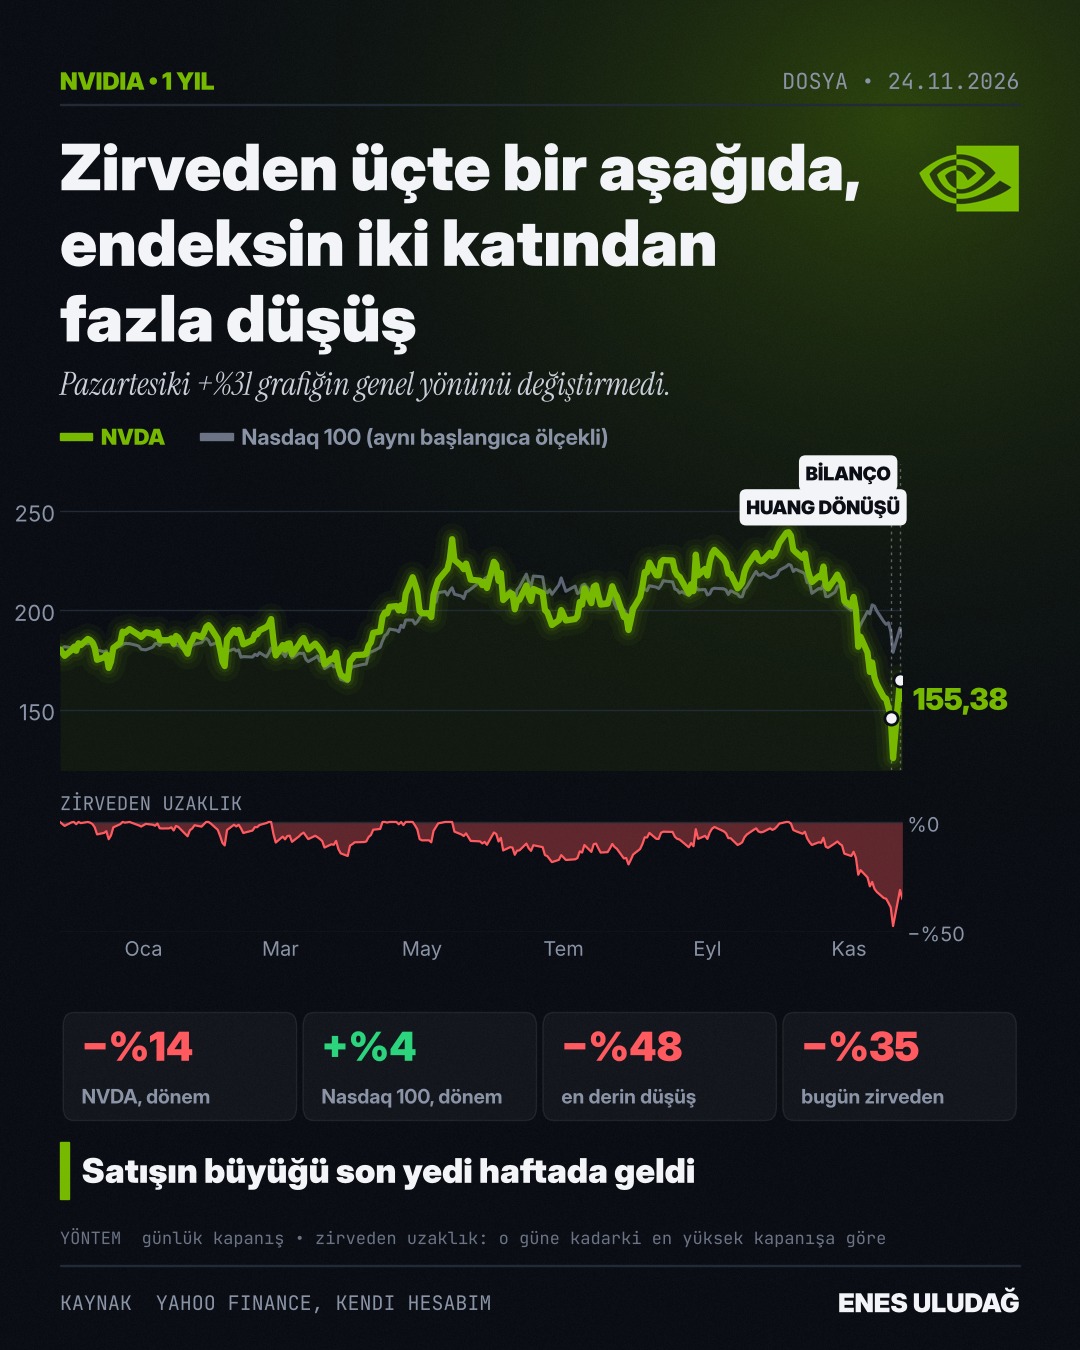 NVIDIA • 1 YIL
DOSYA • 24.11.2026
Zirveden üçte bir aşağıda,
endeksin iki katından
fazla düşüş
Pazartesiki +%31 grafiğin genel yönünü değiştirmedi.
NVDA
Nasdaq 100 (aynı başlangıca ölçekli)
BİLANÇO
HUANG DÖNÜŞÜ
250
200
150
155,38
ZİRVEDEN UZAKLIK
%0
−%50
Oca Mar May Tem Eyl Kas
−%14
NVDA, dönem
+%4
Nasdaq 100, dönem
−%48
en derin düşüş
−%35
bugün zirveden
Satışın büyüğü son yedi haftada geldi
YÖNTEM günlük kapanış • zirveden uzaklık: o güne kadarki en yüksek kapanışa göre
KAYNAK YAHOO FINANCE, KENDI HESABIM
ENES ULUDAĞ